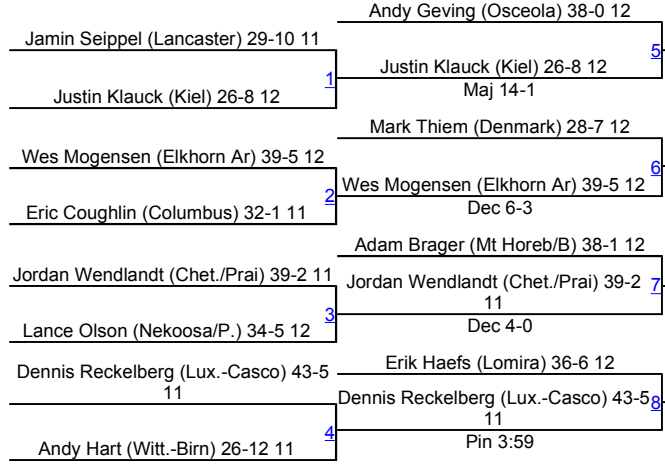 Andy Geving (Osceola) 38-0 12
Jamin Seippel (Lancaster) 29-10 11
5
Justin Klauck (Kiel) 26-8 12
1
Maj 14-1
Justin Klauck (Kiel) 26-8 12
Mark Thiem (Denmark) 28-7 12
Wes Mogensen (Elkhorn Ar) 39-5 12
6
Wes Mogensen (Elkhorn Ar) 39-5 12
2
Dec 6-3
Eric Coughlin (Columbus) 32-1 11
Adam Brager (Mt Horeb/B) 38-1 12
Jordan Wendlandt (Chet./Prai) 39-2 11
Jordan Wendlandt (Chet./Prai) 39-2
11
7
3
Dec 4-0
Lance Olson (Nekoosa/P.) 34-5 12
Erik Haefs (Lomira) 36-6 12
Dennis Reckelberg (Lux.-Casco) 43-5
11
Dennis Reckelberg (Lux.-Casco) 43-5
11
8
4
Pin 3:59
Andy Hart (Witt.-Birn) 26-12 11